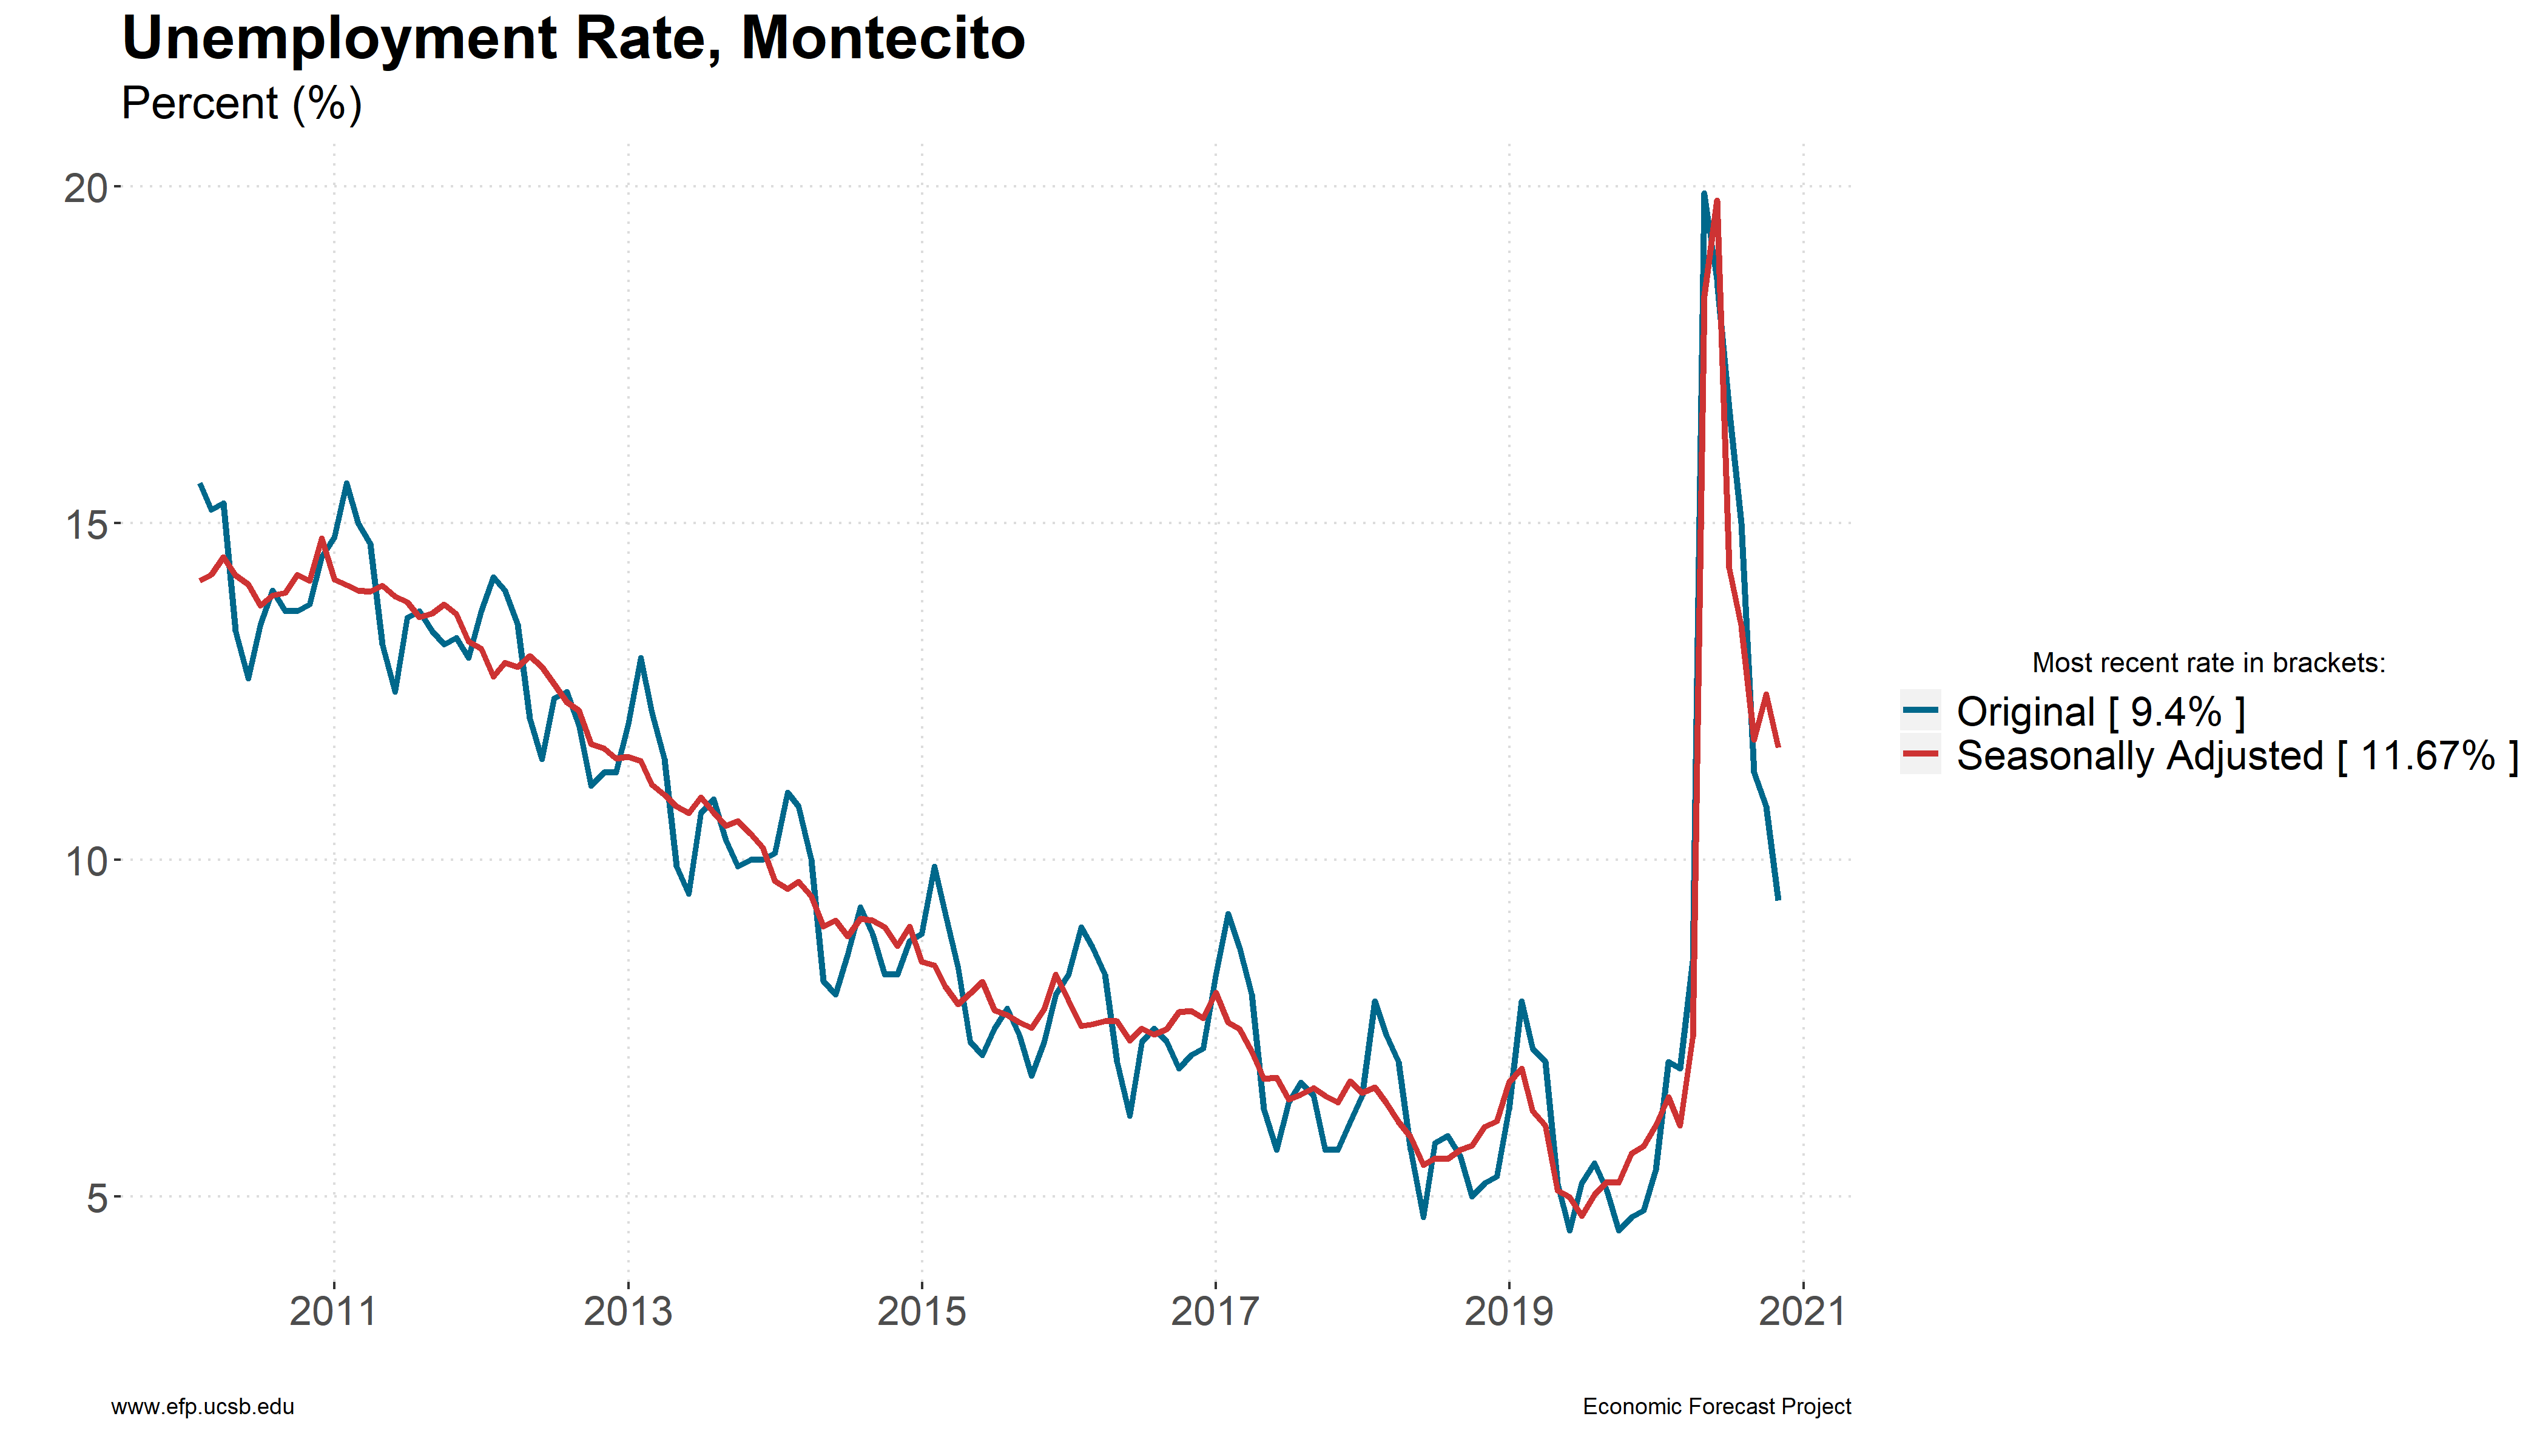 Unemployment Rate, Montecito
Percent (%)
20
15
10
5
2011 2013 2015 2017 2019 2021
Most recent rate in brackets:
Original [ 9.4% ]
Seasonally Adjusted [ 11.67% ]
www.efp.ucsb.edu Economic Forecast Project